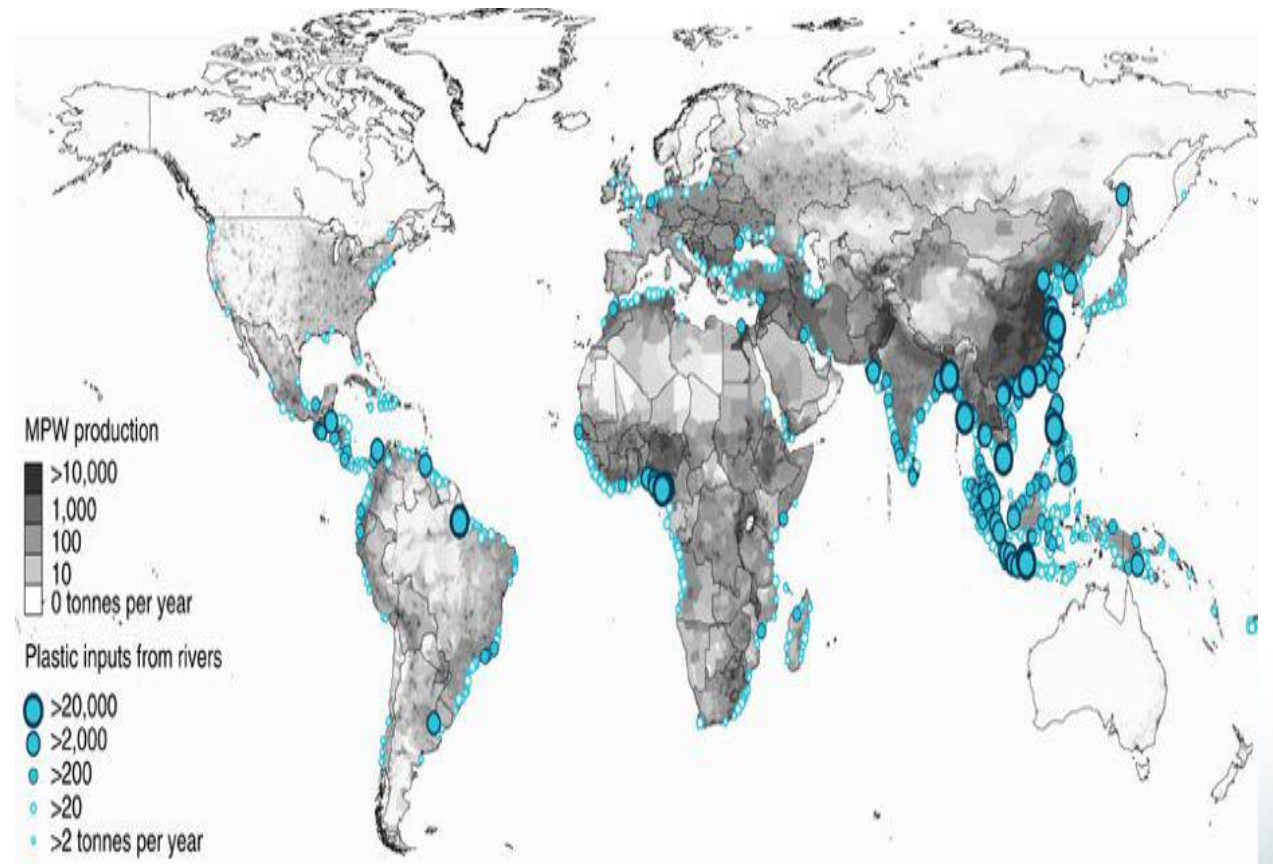 MPW production
>10,000
1,000
100
10
0 tonnes per year
Plastic inputs from rivers
>20,000
>2,000
>200
>20
>2 tonnes per year